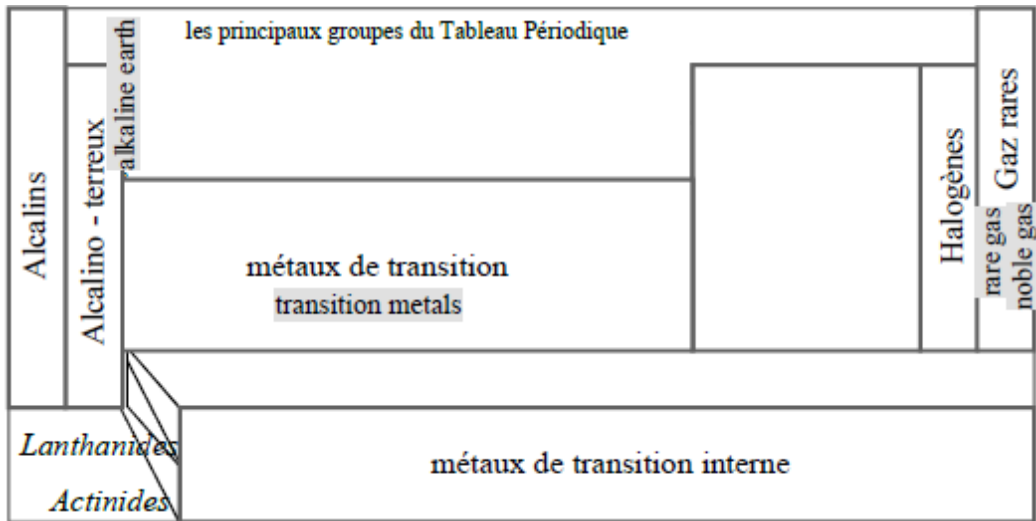 les principaux groupes du Tableau Périodique
Alcalins
Alcalino - terreux
alkaline earth
métaux de transition
transition metals
Halogènes
Gaz rares
rare gas
noble gas
Lanthanides
Actinides
métaux de transition interne